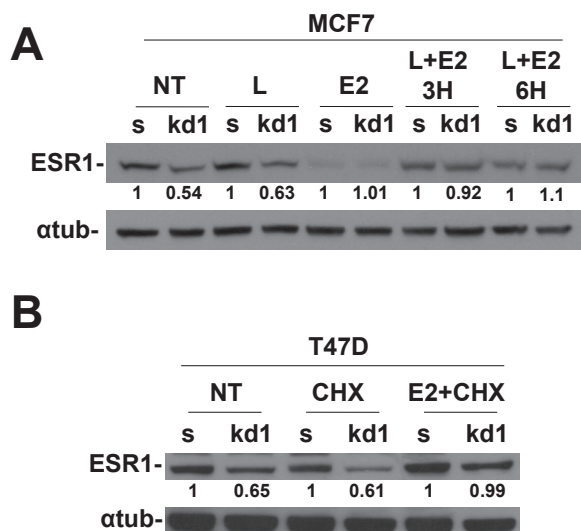 A
MCF7
NT L E2 L+E2 3H L+E2 6H
s kd1 s kd1 s kd1 s kd1 s kd1
ESR1-
1 0.54 1 0.63 1 1.01 1 0.92 1 1.1
αtub-
B
T47D
NT CHX E2+CHX
s kd1 s kd1 s kd1
ESR1-
1 0.65 1 0.61 1 0.99
αtub-